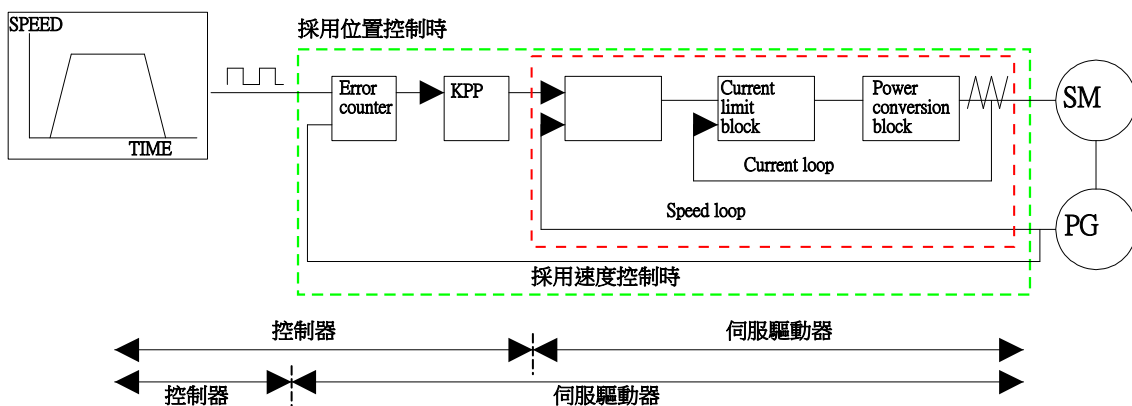 SPEED
TIME
採用位置控制時
Error
counter
KPP
Current
limit
block
Power
conversion
block
SM
Current loop
Speed loop
PG
採用速度控制時
控制器
伺服驅動器
控制器
伺服驅動器